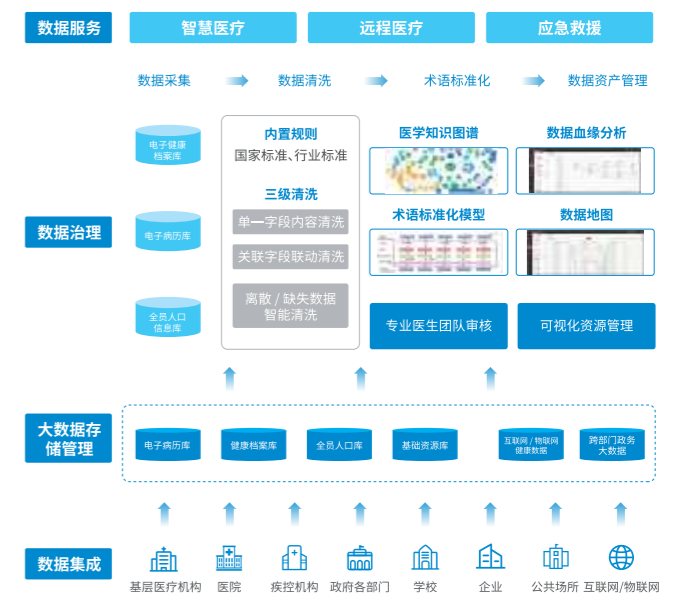 数据服务
智慧医疗
远程医疗
应急救援
数据采集
数据清洗
术语标准化
数据资产管理
数据治理
电子健康
档案库
电子病历库
全员人口
信息库
内置规则
国家标准、行业标准
三级清洗
单一字段内容清洗
关联字段联动清洗
离散 / 缺失数据
智能清洗
医学知识图谱
数据血缘分析
术语标准化模型
数据地图
专业医生团队审核
可视化资源管理
大数据存
储管理
电子病历库
健康档案库
全员人口库
基础资源库
互联网 / 物联网
健康数据
跨部门政务
大数据
数据集成
基层医疗机构
医院
疾控机构
政府各部门
学校
企业
公共场所
互联网/物联网